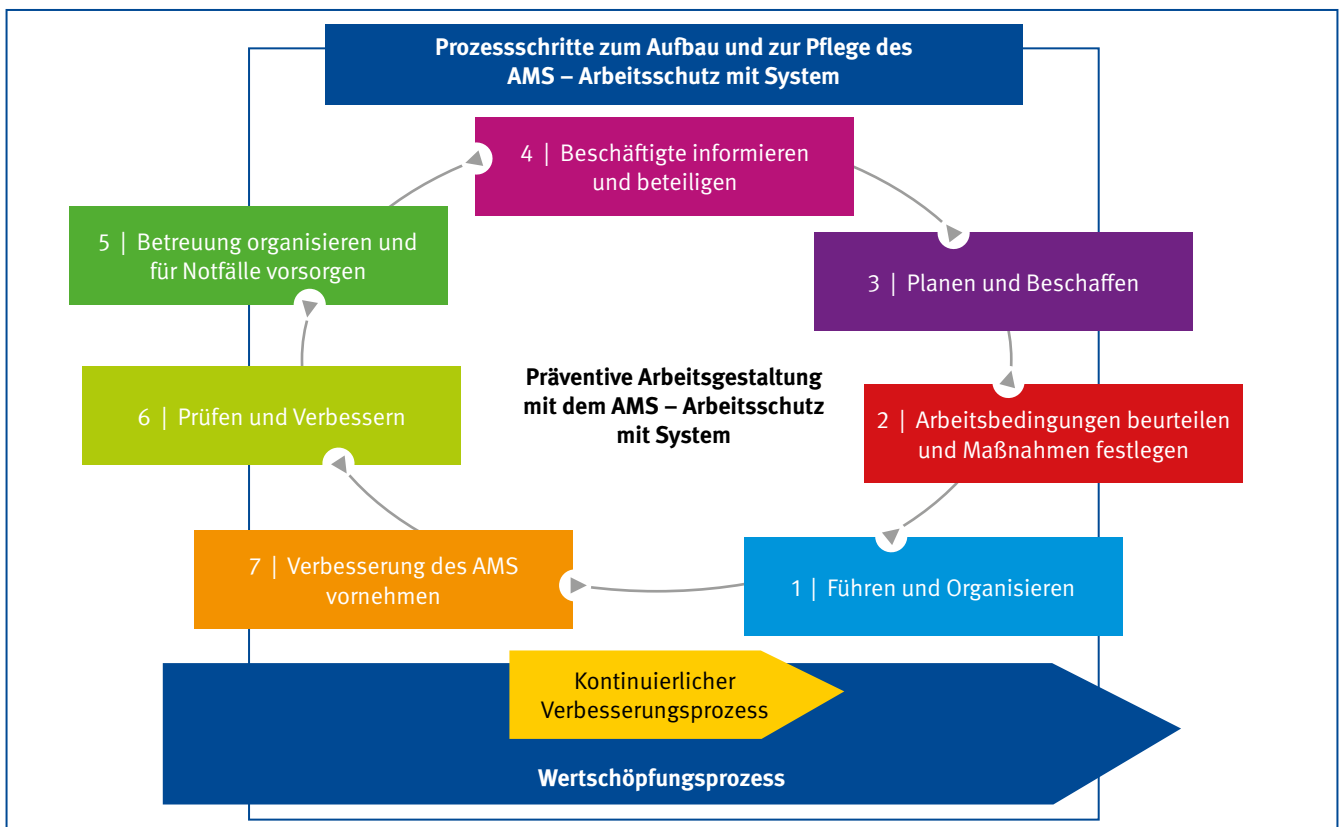 Prozessschritte zum Aufbau und zur Pflege des
AMS – Arbeitsschutz mit System
4 | Beschäftigte informieren
und beteiligen
5 | Betreuung organisieren und
für Notfälle vorsorgen
3 | Planen und Beschaffen
Präventive Arbeitsgestaltung
mit dem AMS – Arbeitsschutz
mit System
6 | Prüfen und Verbessern
2 | Arbeitsbedingungen beurteilen
und Maßnahmen festlegen
7 | Verbesserung des AMS
vornehmen
1 | Führen und Organisieren
Kontinuierlicher
Verbesserungsprozess
Wertschöpfungsprozess